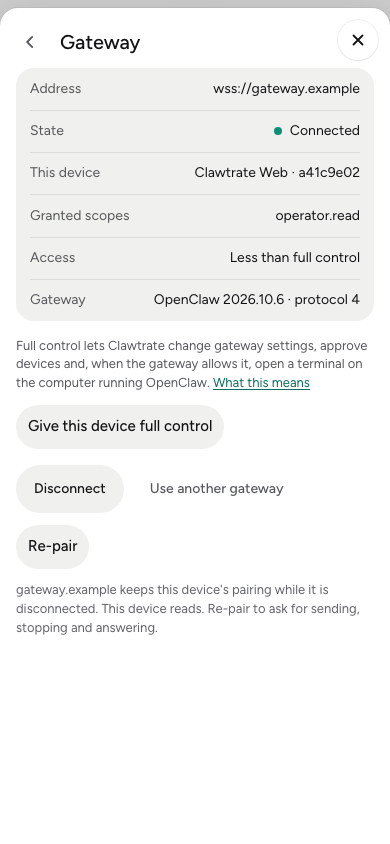 Gateway
Address wss://gateway.example
State Connected
This device Clawtrate Web · a41c9e02
Granted scopes operator.read
Access Less than full control
Gateway OpenClaw 2026.10.6 · protocol 4
Full control lets Clawtrate change gateway settings, approve
devices and, when the gateway allows it, open a terminal on
the computer running OpenClaw. What this means
Give this device full control
Disconnect Use another gateway
Re-pair
gateway.example keeps this device's pairing while it is
disconnected. This device reads. Re-pair to ask for sending,
stopping and answering.